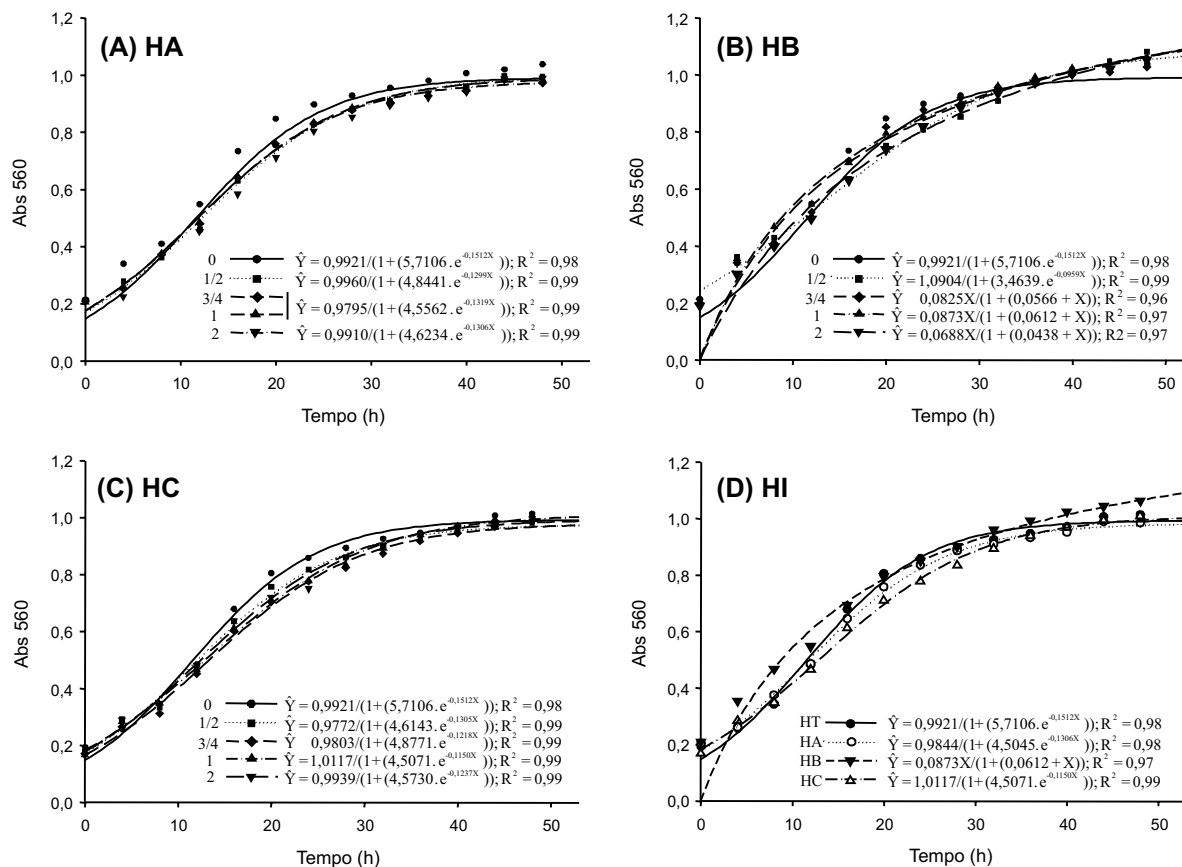 (A) HA
1,2
1,0
0,8
0,6
0,4
0,2
0,0
Abs 560
0 10 20 30 40 50
Tempo (h)
0 Ŷ = 0,9921/(1+(5,7106.e^-0,1512X)); R² = 0,98
1/2 Ŷ = 0,9960/(1+(4,8441.e^-0,1299X)); R² = 0,99
3/4
1 Ŷ = 0,9795/(1+(4,5562.e^-0,1319X)); R² = 0,99
2 Ŷ = 0,9910/(1+(4,6234.e^-0,1306X)); R² = 0,99
(B) HB
1,2
1,0
0,8
0,6
0,4
0,2
0,0
Abs 560
0 10 20 30 40 50
Tempo (h)
0 Ŷ = 0,9921/(1+(5,7106.e^-0,1512X)); R² = 0,98
1/2 Ŷ = 1,0904/(1+(3,4639.e^-0,0959X)); R² = 0,99
3/4 Ŷ 0,0825X/(1+(0,0566+X)); R² = 0,96
1 Ŷ = 0,0873X/(1+(0,0612+X)); R² = 0,97
2 Ŷ = 0,0688X/(1+(0,0438+X)); R2 = 0,97
(C) HC
1,2
1,0
0,8
0,6
0,4
0,2
0,0
Abs 560
0 10 20 30 40 50
Tempo (h)
0 Ŷ = 0,9921/(1+(5,7106.e^-0,1512X)); R² = 0,98
1/2 Ŷ = 0,9772/(1+(4,6143.e^-0,1305X)); R² = 0,99
3/4 Ŷ 0,9803/(1+(4,8771.e^-0,1218X)); R² = 0,99
1 Ŷ = 1,0117/(1+(4,5071.e^-0,1150X)); R² = 0,99
2 Ŷ = 0,9939/(1+(4,5730.e^-0,1237X)); R² = 0,99
(D) HI
1,2
1,0
0,8
0,6
0,4
0,2
0,0
Abs 560
0 10 20 30 40 50
Tempo (h)
HT Ŷ = 0,9921/(1+(5,7106.e^-0,1512X)); R² = 0,98
HA Ŷ = 0,9844/(1+(4,5045.e^-0,1306X)); R² = 0,98
HB Ŷ = 0,0873X/(1+(0,0612+X)); R² = 0,97
HC Ŷ = 1,0117/(1+(4,5071.e^-0,1150X)); R² = 0,99